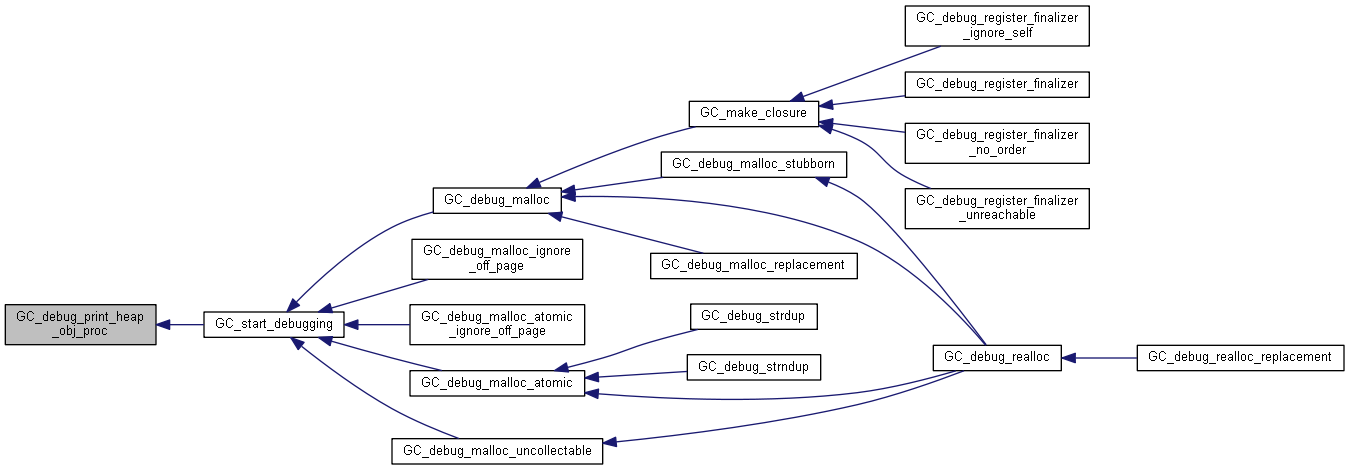 GC_debug_print_heap
_obj_proc
GC_start_debugging
GC_debug_malloc
GC_debug_malloc_ignore
_off_page
GC_debug_malloc_atomic
_ignore_off_page
GC_debug_malloc_atomic
GC_debug_malloc_uncollectable
GC_make_closure
GC_debug_malloc_stubborn
GC_debug_malloc_replacement
GC_debug_strdup
GC_debug_strndup
GC_debug_register_finalizer
_ignore_self
GC_debug_register_finalizer
GC_debug_register_finalizer
_no_order
GC_debug_register_finalizer
_unreachable
GC_debug_realloc
GC_debug_realloc_replacement